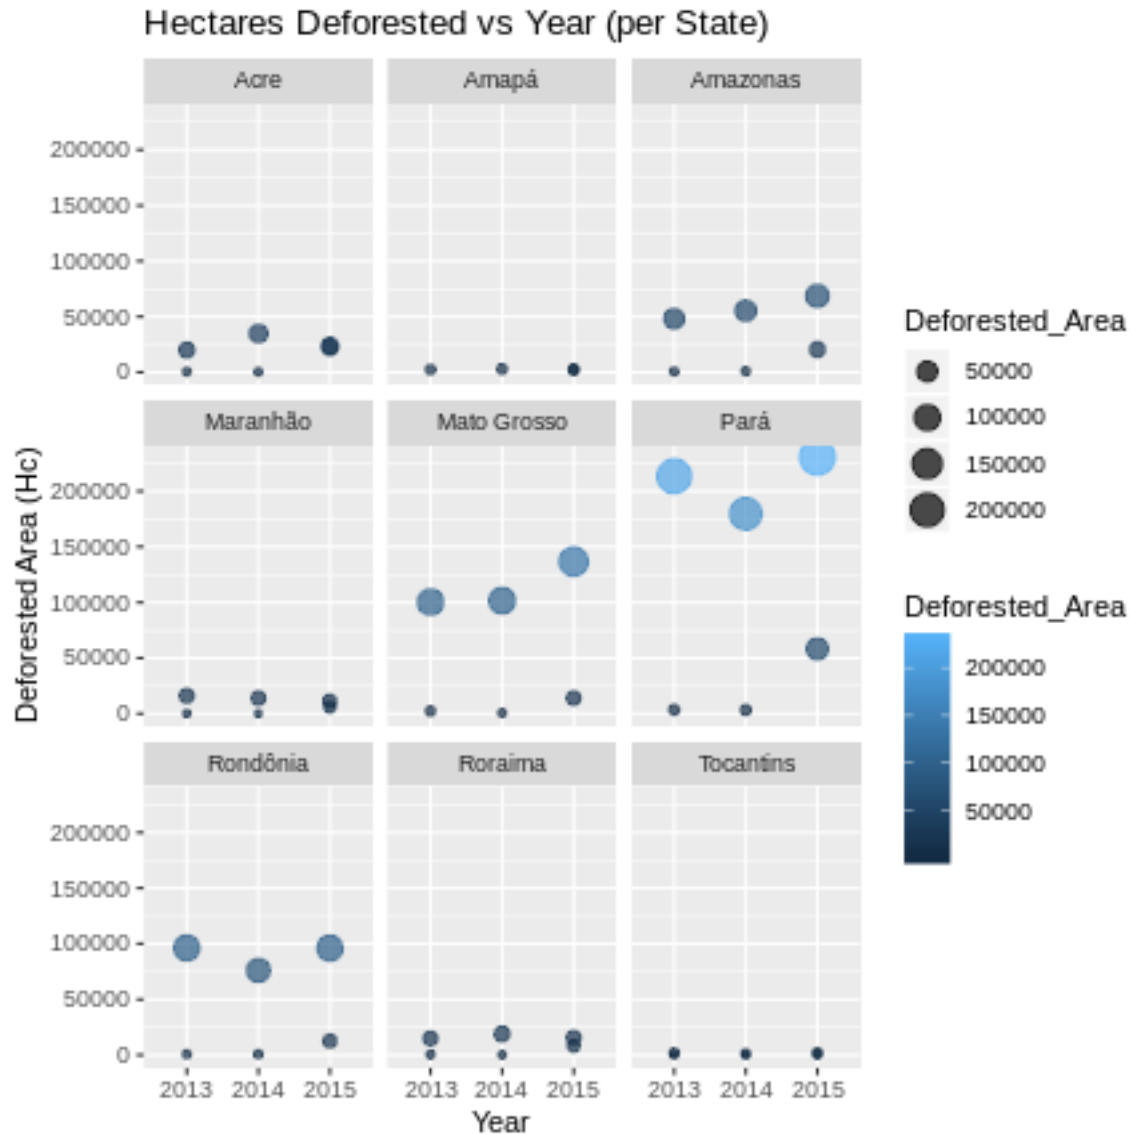 Hectares Deforested vs Year (per State)
Acre
Amapá
Amazonas
200000
150000
100000
50000
0
Maranhão
Mato Grosso
Pará
200000
150000
100000
50000
0
Rondônia
Roraima
Tocantins
200000
150000
100000
50000
0
2013 2014 2015
2013 2014 2015
2013 2014 2015
Year
Deforested Area (Hc)
Deforested_Area
50000
100000
150000
200000
Deforested_Area
200000
150000
100000
50000